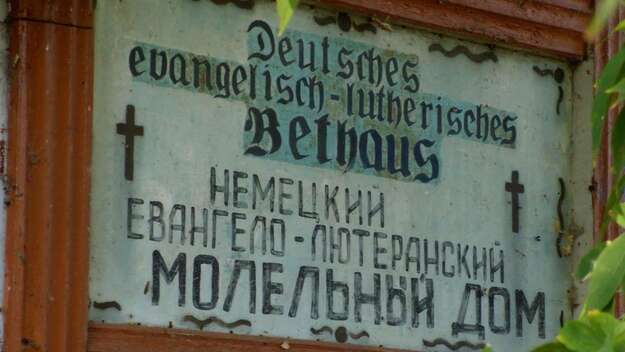 Deutsches
evangelisch-lutherisches
Bethaus
НЕМЕЦКИЙ
ЕВАНГЕЛО-ЛЮТЕРАНСКИЙ
МОЛЕЛЬНЫЙ ДОМ